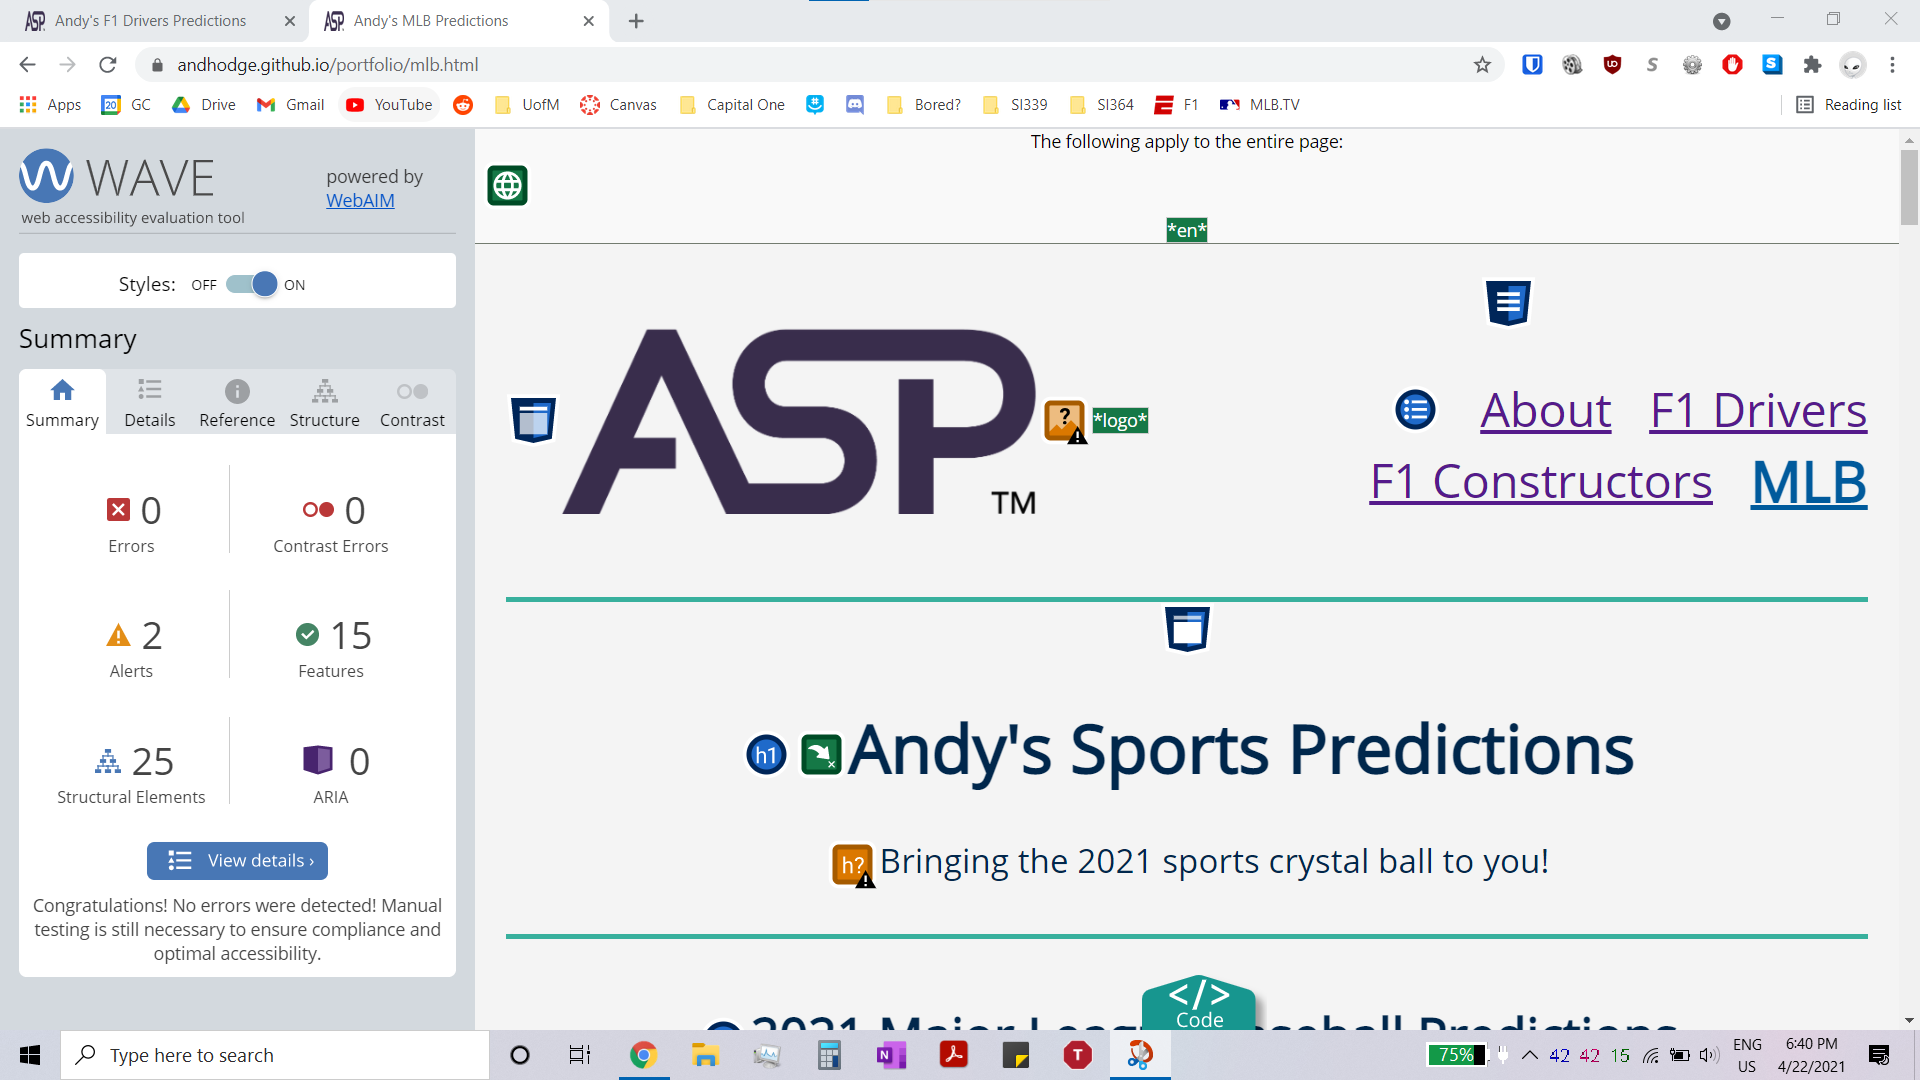 Andy's F1 Drivers Predictions
Andy's MLB Predictions
andhodge.github.io/portfolio/mlb.html
Apps
GC
Drive
Gmail
YouTube
UofM
Canvas
Capital One
Bored?
SI339
SI364
F1
MLB.TV
Reading list
WAVE
powered by
WebAIM
web accessibility evaluation tool
Styles: OFF ON
Summary
Summary
Details
Reference
Structure
Contrast
0
Errors
0
Contrast Errors
2
Alerts
15
Features
25
Structural Elements
0
ARIA
View details ›
Congratulations! No errors were detected! Manual
testing is still necessary to ensure compliance and
optimal accessibility.
The following apply to the entire page:
*en*
ASP
TM
*logo*
About F1 Drivers
F1 Constructors MLB
h1 Andy's Sports Predictions
h? Bringing the 2021 sports crystal ball to you!
</>
Code
2021 Major League Baseball Predictions
Type here to search
75%
42 42 15
ENG
US
6:40 PM
4/22/2021